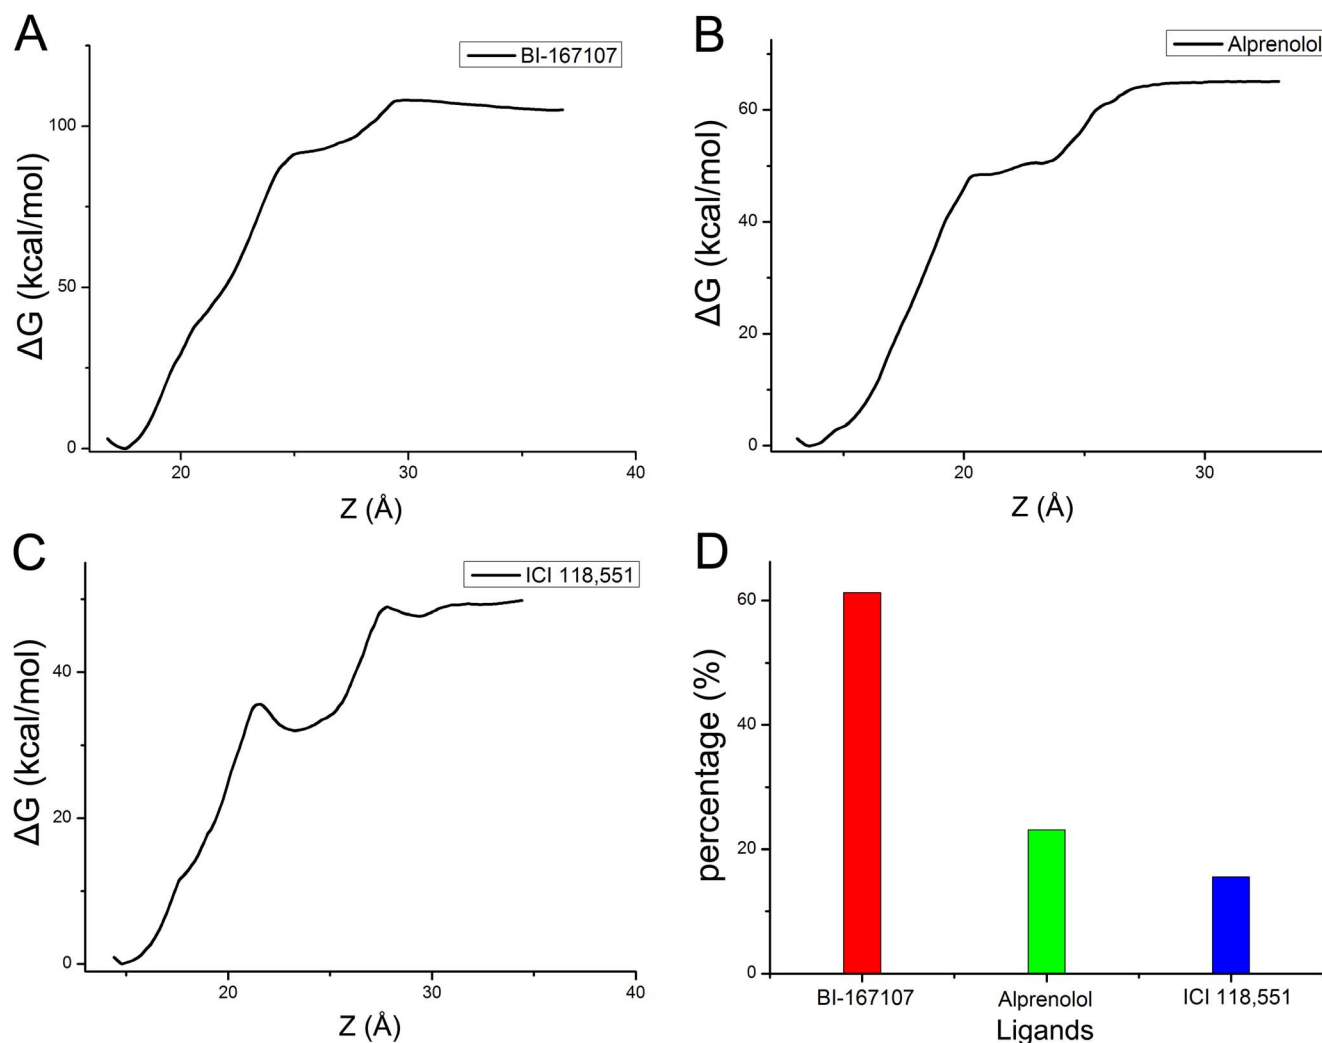 A
BI-167107
ΔG (kcal/mol)
100
50
0
20
30
40
Z (Å)
B
Alprenolol
ΔG (kcal/mol)
60
40
20
0
20
30
Z (Å)
C
ICI 118,551
ΔG (kcal/mol)
40
20
0
20
30
40
Z (Å)
D
percentage (%)
60
40
20
0
BI-167107
Alprenolol
ICI 118,551
Ligands